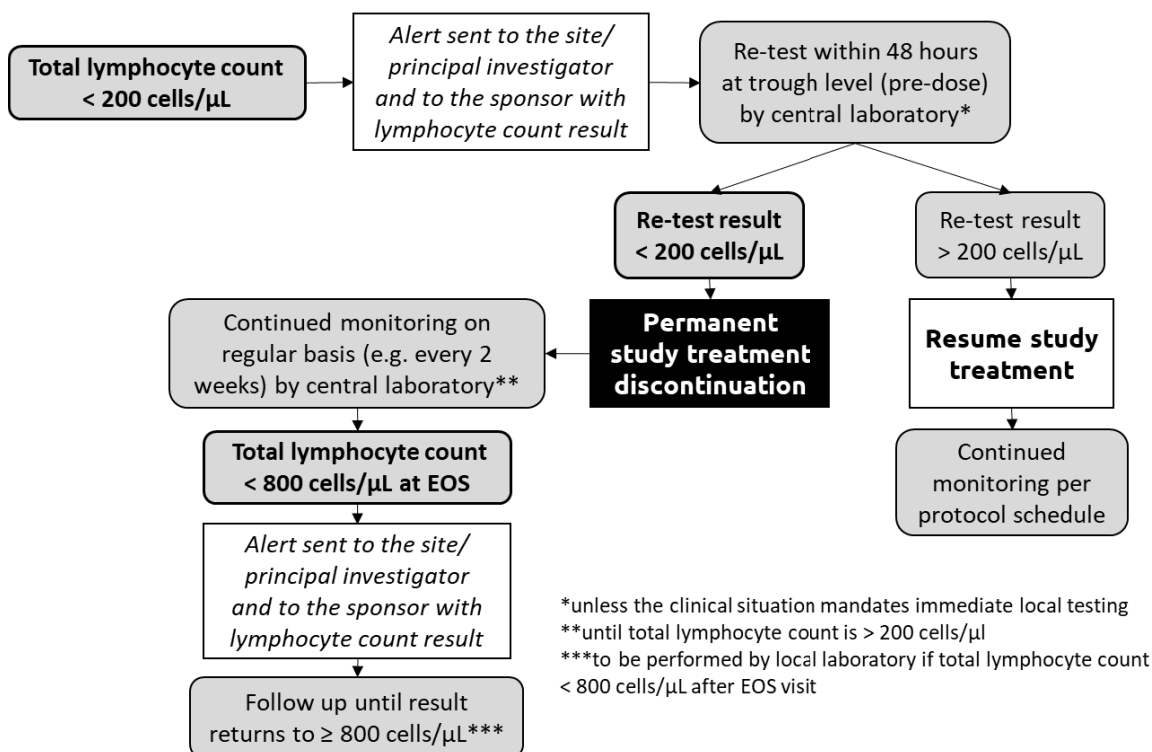 Total lymphocyte count
< 200 cells/µL
Alert sent to the site/
principal investigator
and to the sponsor with
lymphocyte count result
Re-test within 48 hours
at trough level (pre-dose)
by central laboratory*
Re-test result
< 200 cells/µL
Re-test result
> 200 cells/µL
Permanent
study treatment
discontinuation
Resume study
treatment
Continued
monitoring per
protocol schedule
Continued monitoring on
regular basis (e.g. every 2
weeks) by central laboratory**
Total lymphocyte count
< 800 cells/µL at EOS
Alert sent to the site/
principal investigator
and to the sponsor with
lymphocyte count result
Follow up until result
returns to ≥ 800 cells/µL***
*unless the clinical situation mandates immediate local testing
**until total lymphocyte count is > 200 cells/µl
***to be performed by local laboratory if total lymphocyte count
< 800 cells/µL after EOS visit